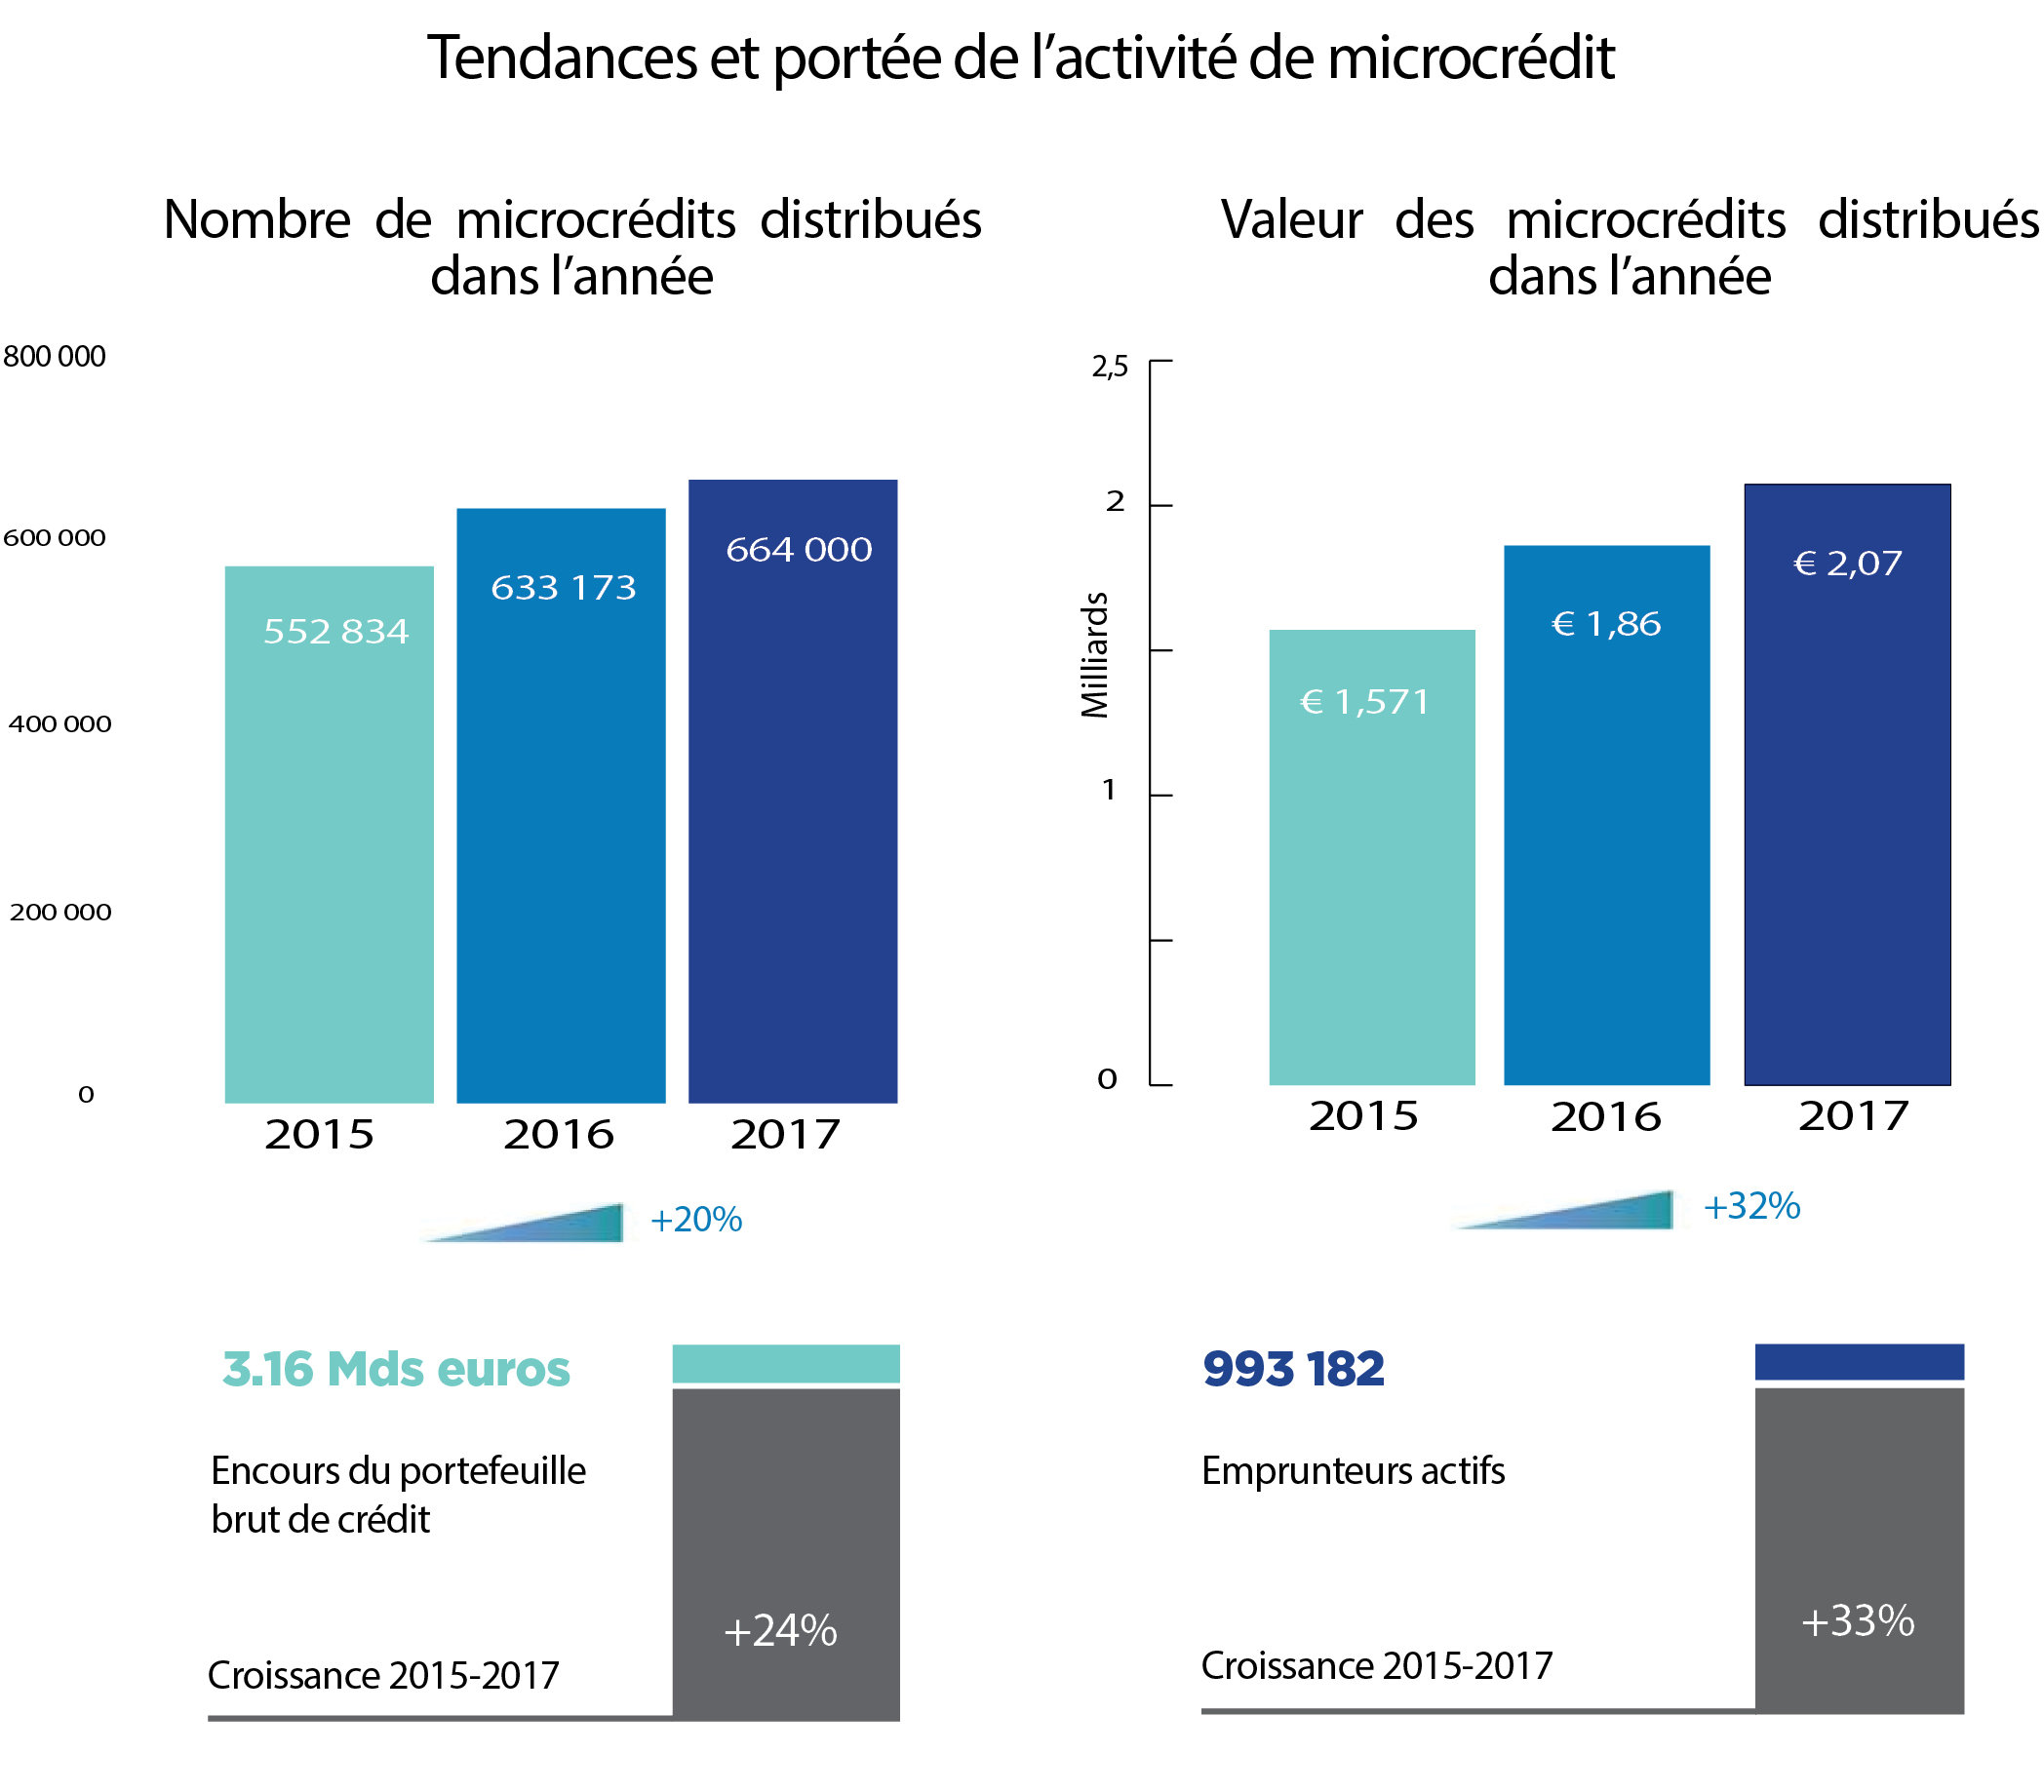 Tendances et portée de l’activité de microcrédit
Nombre de microcrédits distribués
dans l’année
800 000
600 000
400 000
200 000
0
552 834
633 173
664 000
2015
2016
2017
+20%
Valeur des microcrédits distribués
dans l’année
Milliards
2,5
2
1
0
€ 1,571
€ 1,86
€ 2,07
2015
2016
2017
+32%
3.16 Mds euros
Encours du portefeuille
brut de crédit
Croissance 2015-2017
+24%
993 182
Emprunteurs actifs
Croissance 2015-2017
+33%